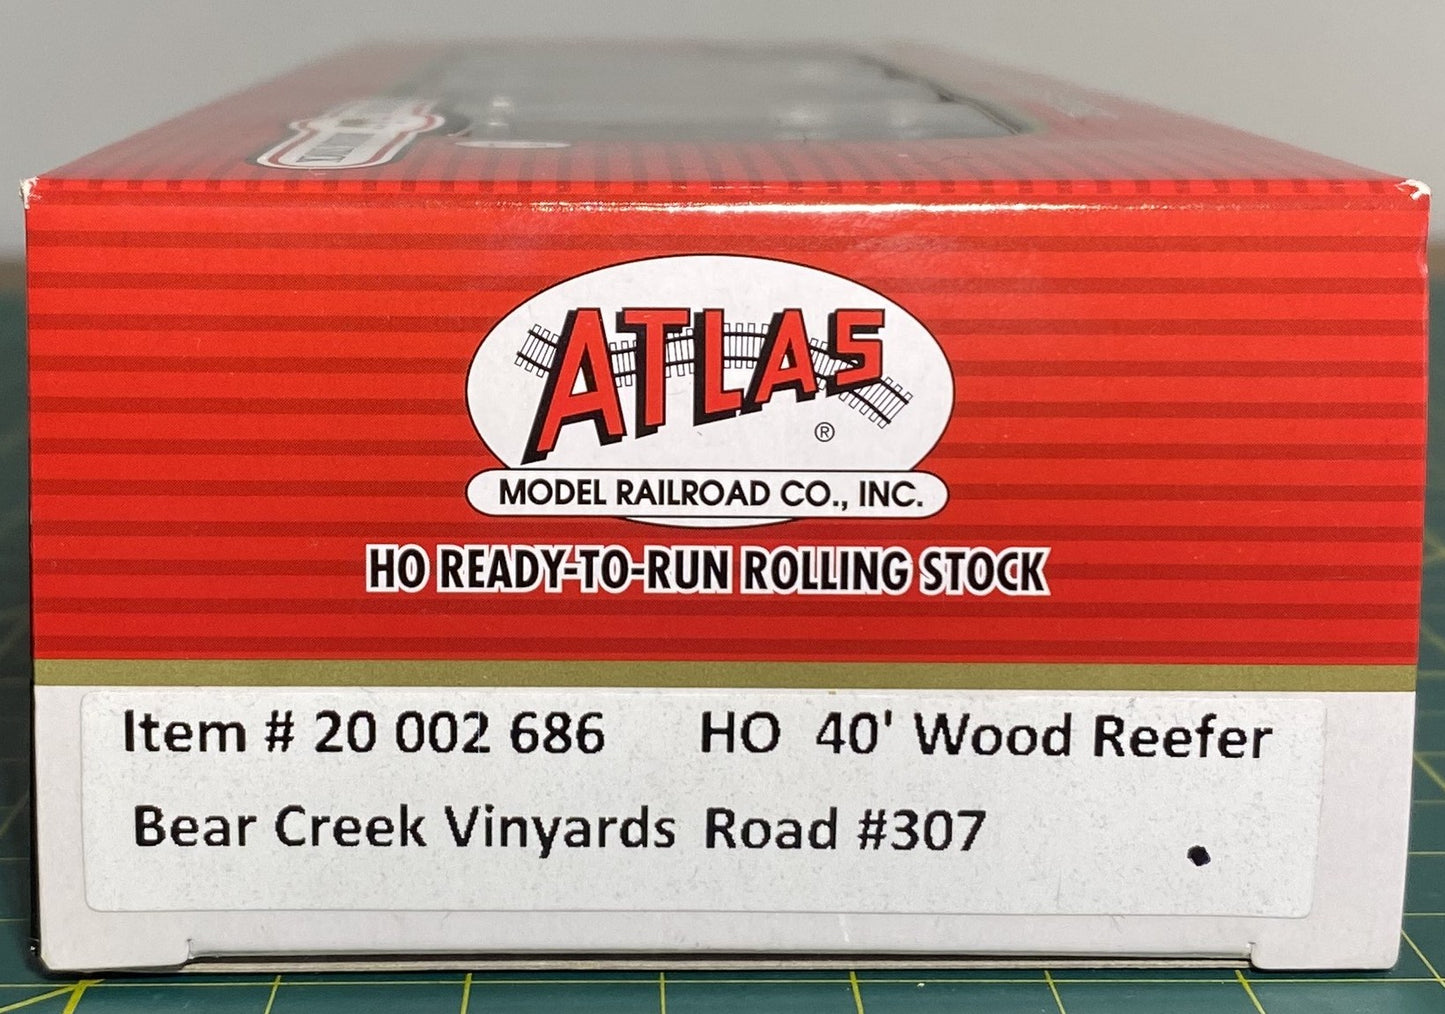 ATLAS
®
MODEL RAILROAD CO., INC.
HO READY-TO-RUN ROLLING STOCK
Item # 20 002 686 HO 40' Wood Reefer
Bear Creek Vinyards Road #307